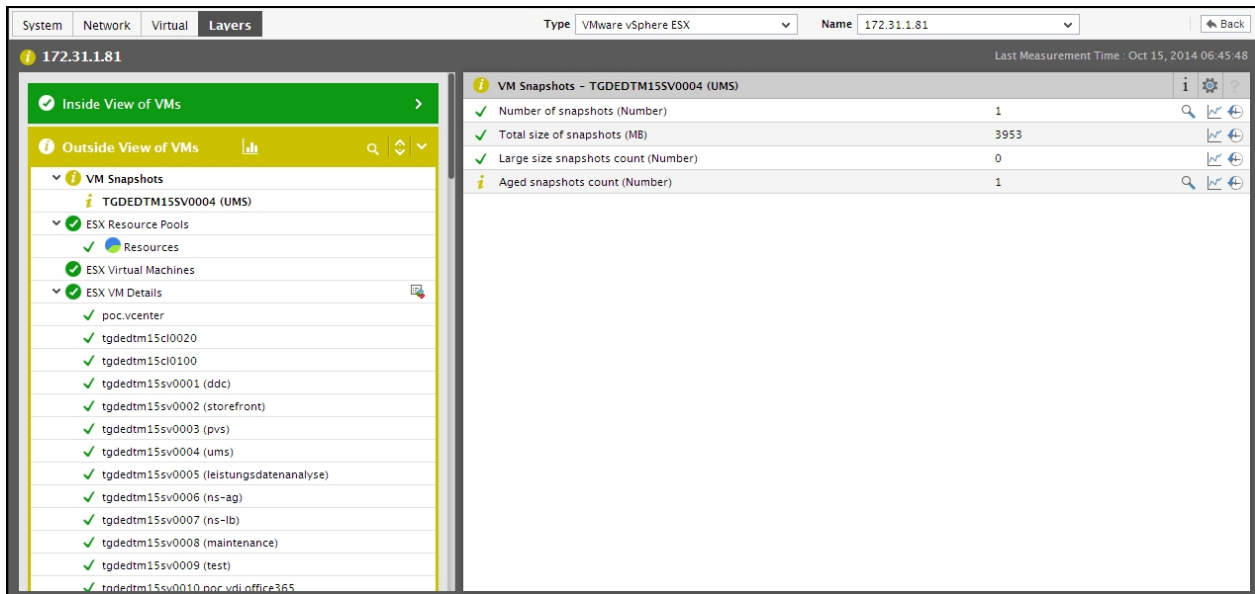 System Network Virtual Layers Type VMware vSphere ESX Name 172.31.1.81 Back
172.31.1.81 Last Measurement Time : Oct 15, 2014 06:45:48
Inside View of VMs
Outside View of VMs
VM Snapshots
TGDEDTM15SV0004 (UMS)
ESX Resource Pools
Resources
ESX Virtual Machines
ESX VM Details
poc.vcenter
tgdedtm15cl0020
tgdedtm15cl0100
tgdedtm15sv0001 (ddc)
tgdedtm15sv0002 (storefront)
tgdedtm15sv0003 (pvs)
tgdedtm15sv0004 (ums)
tgdedtm15sv0005 (leistungsdatenanalyse)
tgdedtm15sv0006 (ns-ag)
tgdedtm15sv0007 (ns-lb)
tgdedtm15sv0008 (maintenance)
tgdedtm15sv0009 (test)
tgdedtm15sv0010.poc.vdi.office365
VM Snapshots - TGDEDTM15SV0004 (UMS)
Number of snapshots (Number) 1
Total size of snapshots (MB) 3953
Large size snapshots count (Number) 0
Aged snapshots count (Number) 1